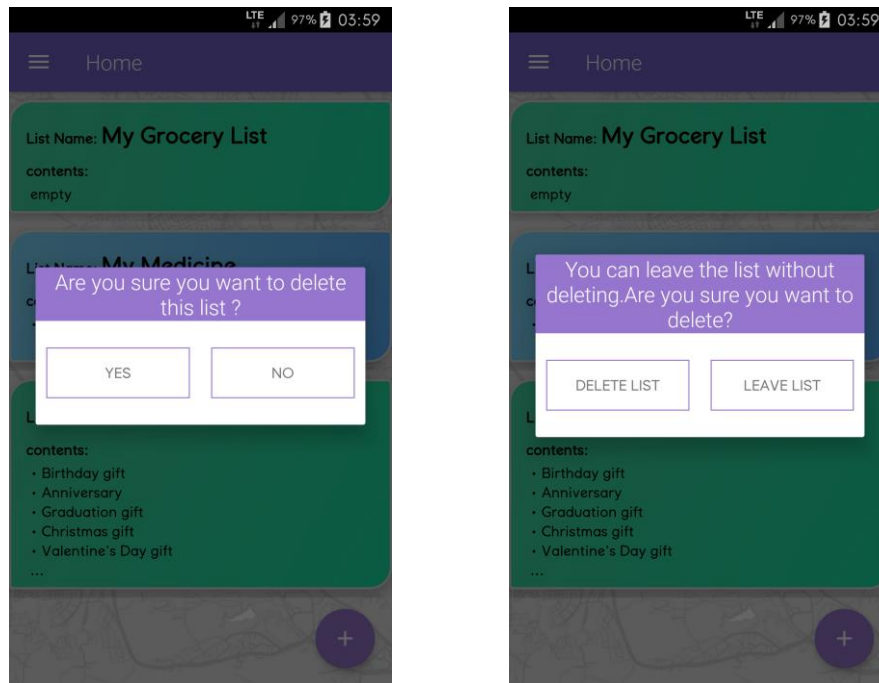 LTE 97% 03:59
Home
List Name: My Grocery List
contents:
empty
List Name: My Medicine
Are you sure you want to delete
this list ?
YES NO
contents:
• Birthday gift
• Anniversary
• Graduation gift
• Christmas gift
• Valentine's Day gift
...
+
LTE 97% 03:59
Home
List Name: My Grocery List
contents:
empty
You can leave the list without
deleting.Are you sure you want to
delete?
DELETE LIST LEAVE LIST
contents:
• Birthday gift
• Anniversary
• Graduation gift
• Christmas gift
• Valentine's Day gift
...
+